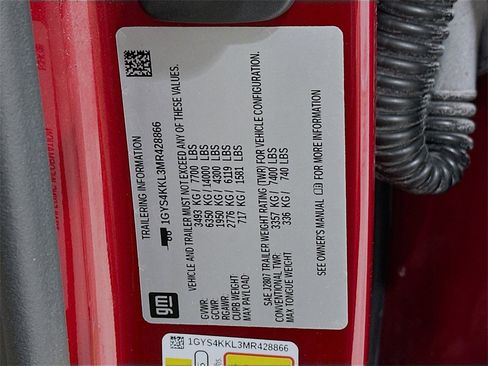 gm
TRAILERING INFORMATION
1GYS4KKL3MR428866
VEHICLE AND TRAILER MUST NOT EXCEED ANY OF THESE VALUES.
GVWR: 3493 KG / 7700 LBS
GCWR: 6350 KG / 14000 LBS
RGAWR: 1950 KG / 4300 LBS
CURB WEIGHT 2776 KG / 6119 LBS
MAX PAYLOAD 717 KG / 1581 LBS
SAE J2807 TRAILER WEIGHT RATING (TWR) FOR VEHICLE CONFIGURATION.
CONVENTIONAL TWR: 3357 KG / 7400 LBS
MAX TONGUE WEIGHT 336 KG / 740 LBS
SEE OWNER'S MANUAL FOR MORE INFORMATION
1GYS4KKL3MR428866